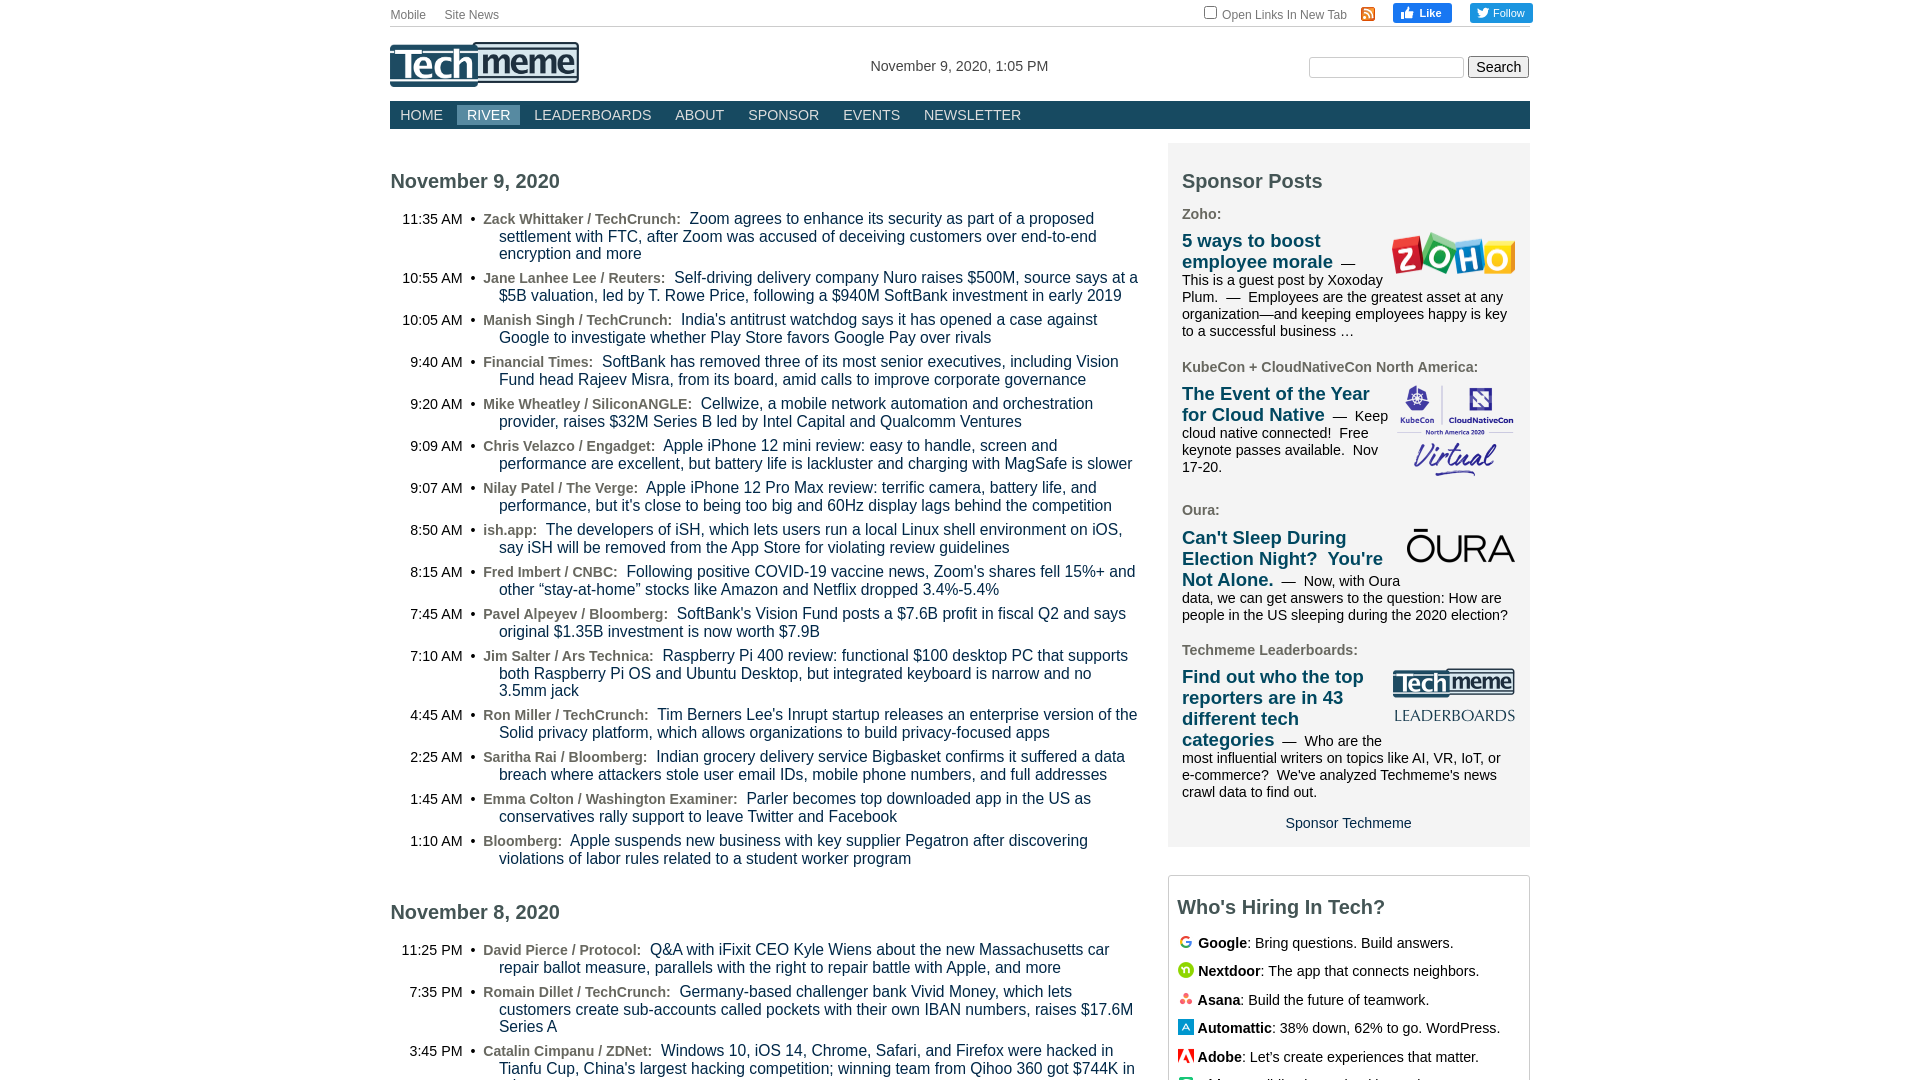 Mobile Site News Open Links In New Tab Like Follow
Techmeme November 9, 2020, 1:05 PM Search
HOME RIVER LEADERBOARDS ABOUT SPONSOR EVENTS NEWSLETTER
November 9, 2020
11:35 AM • Zack Whittaker / TechCrunch: Zoom agrees to enhance its security as part of a proposed
settlement with FTC, after Zoom was accused of deceiving customers over end-to-end
encryption and more
10:55 AM • Jane Lanhee Lee / Reuters: Self-driving delivery company Nuro raises $500M, source says at a
$5B valuation, led by T. Rowe Price, following a $940M SoftBank investment in early 2019
10:05 AM • Manish Singh / TechCrunch: India's antitrust watchdog says it has opened a case against
Google to investigate whether Play Store favors Google Pay over rivals
9:40 AM • Financial Times: SoftBank has removed three of its most senior executives, including Vision
Fund head Rajeev Misra, from its board, amid calls to improve corporate governance
9:20 AM • Mike Wheatley / SiliconANGLE: Cellwize, a mobile network automation and orchestration
provider, raises $32M Series B led by Intel Capital and Qualcomm Ventures
9:09 AM • Chris Velazco / Engadget: Apple iPhone 12 mini review: easy to handle, screen and
performance are excellent, but battery life is lackluster and charging with MagSafe is slower
9:07 AM • Nilay Patel / The Verge: Apple iPhone 12 Pro Max review: terrific camera, battery life, and
performance, but it's close to being too big and 60Hz display lags behind the competition
8:50 AM • ish.app: The developers of iSH, which lets users run a local Linux shell environment on iOS,
say iSH will be removed from the App Store for violating review guidelines
8:15 AM • Fred Imbert / CNBC: Following positive COVID-19 vaccine news, Zoom's shares fell 15%+ and
other “stay-at-home” stocks like Amazon and Netflix dropped 3.4%-5.4%
7:45 AM • Pavel Alpeyev / Bloomberg: SoftBank's Vision Fund posts a $7.6B profit in fiscal Q2 and says
original $1.35B investment is now worth $7.9B
7:10 AM • Jim Salter / Ars Technica: Raspberry Pi 400 review: functional $100 desktop PC that supports
both Raspberry Pi OS and Ubuntu Desktop, but integrated keyboard is narrow and no
3.5mm jack
4:45 AM • Ron Miller / TechCrunch: Tim Berners Lee's Inrupt startup releases an enterprise version of the
Solid privacy platform, which allows organizations to build privacy-focused apps
2:25 AM • Saritha Rai / Bloomberg: Indian grocery delivery service Bigbasket confirms it suffered a data
breach where attackers stole user email IDs, mobile phone numbers, and full addresses
1:45 AM • Emma Colton / Washington Examiner: Parler becomes top downloaded app in the US as
conservatives rally support to leave Twitter and Facebook
1:10 AM • Bloomberg: Apple suspends new business with key supplier Pegatron after discovering
violations of labor rules related to a student worker program
November 8, 2020
11:25 PM • David Pierce / Protocol: Q&A with iFixit CEO Kyle Wiens about the new Massachusetts car
repair ballot measure, parallels with the right to repair battle with Apple, and more
7:35 PM • Romain Dillet / TechCrunch: Germany-based challenger bank Vivid Money, which lets
customers create sub-accounts called pockets with their own IBAN numbers, raises $17.6M
Series A
3:45 PM • Catalin Cimpanu / ZDNet: Windows 10, iOS 14, Chrome, Safari, and Firefox were hacked in
Tianfu Cup, China's largest hacking competition; winning team from Qihoo 360 got $744K in
Sponsor Posts
Zoho:
5 ways to boost
employee morale —
ZOHO
This is a guest post by Xoxoday
Plum. — Employees are the greatest asset at any
organization—and keeping employees happy is key
to a successful business …
KubeCon + CloudNativeCon North America:
The Event of the Year
for Cloud Native — Keep
cloud native connected! Free
keynote passes available. Nov
17-20.
KubeCon CloudNativeCon
North America 2020
Virtual
Oura:
Can't Sleep During
Election Night? You're
Not Alone. — Now, with Oura
ŌURA
data, we can get answers to the question: How are
people in the US sleeping during the 2020 election?
Techmeme Leaderboards:
Find out who the top
reporters are in 43
different tech
categories — Who are the
Techmeme
LEADERBOARDS
most influential writers on topics like AI, VR, IoT, or
e-commerce? We've analyzed Techmeme's news
crawl data to find out.
Sponsor Techmeme
Who's Hiring In Tech?
Google: Bring questions. Build answers.
Nextdoor: The app that connects neighbors.
Asana: Build the future of teamwork.
Automattic: 38% down, 62% to go. WordPress.
Adobe: Let’s create experiences that matter.